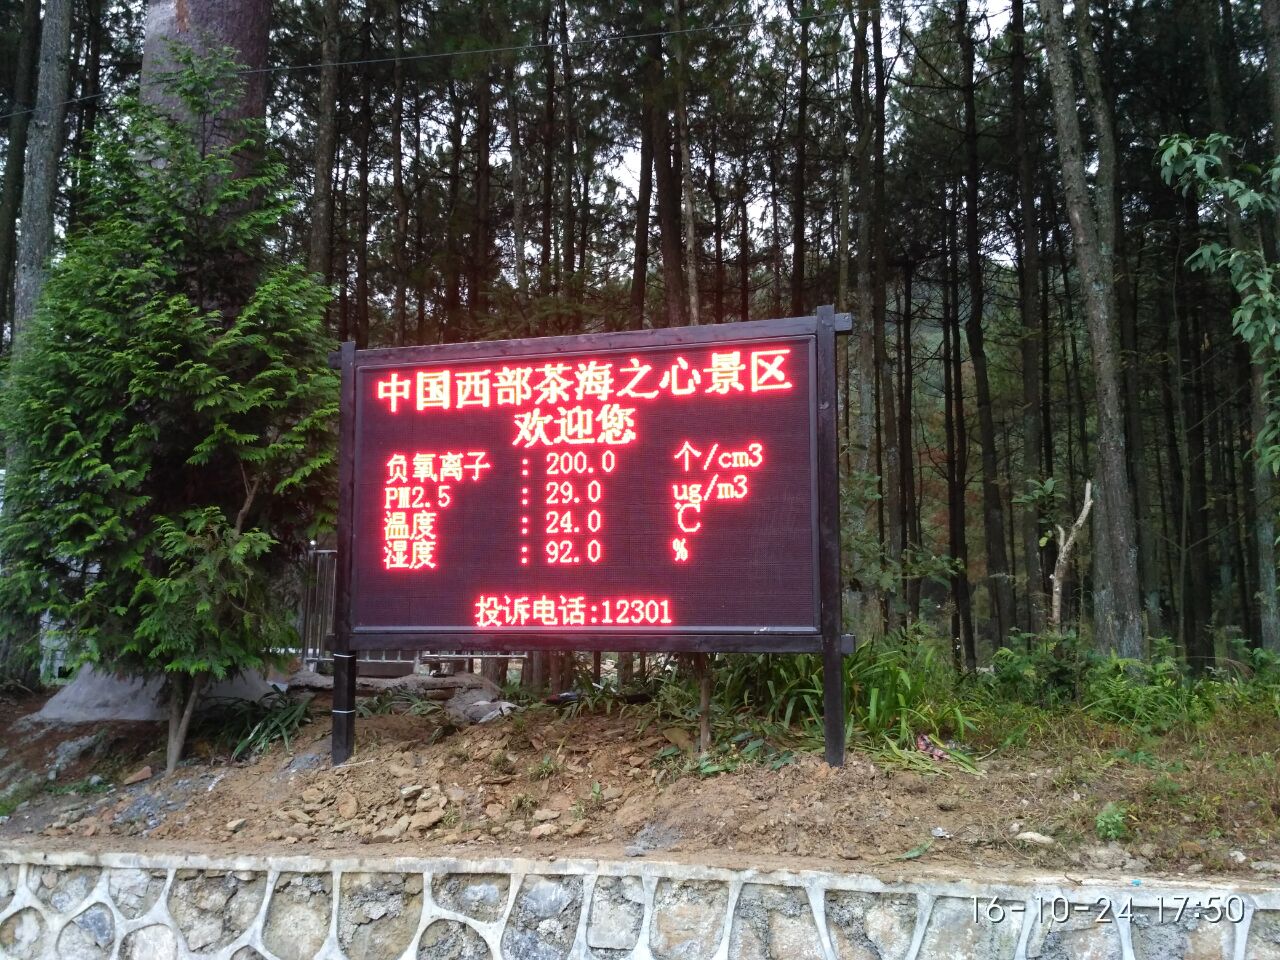 中国西部茶海之心景区
欢迎您
负氧离子 : 200.0 个/cm3
PM2.5 : 29.0 ug/m3
温度 : 24.0 ℃
湿度 : 92.0 %
投诉电话:12301
16-10-24 17:50